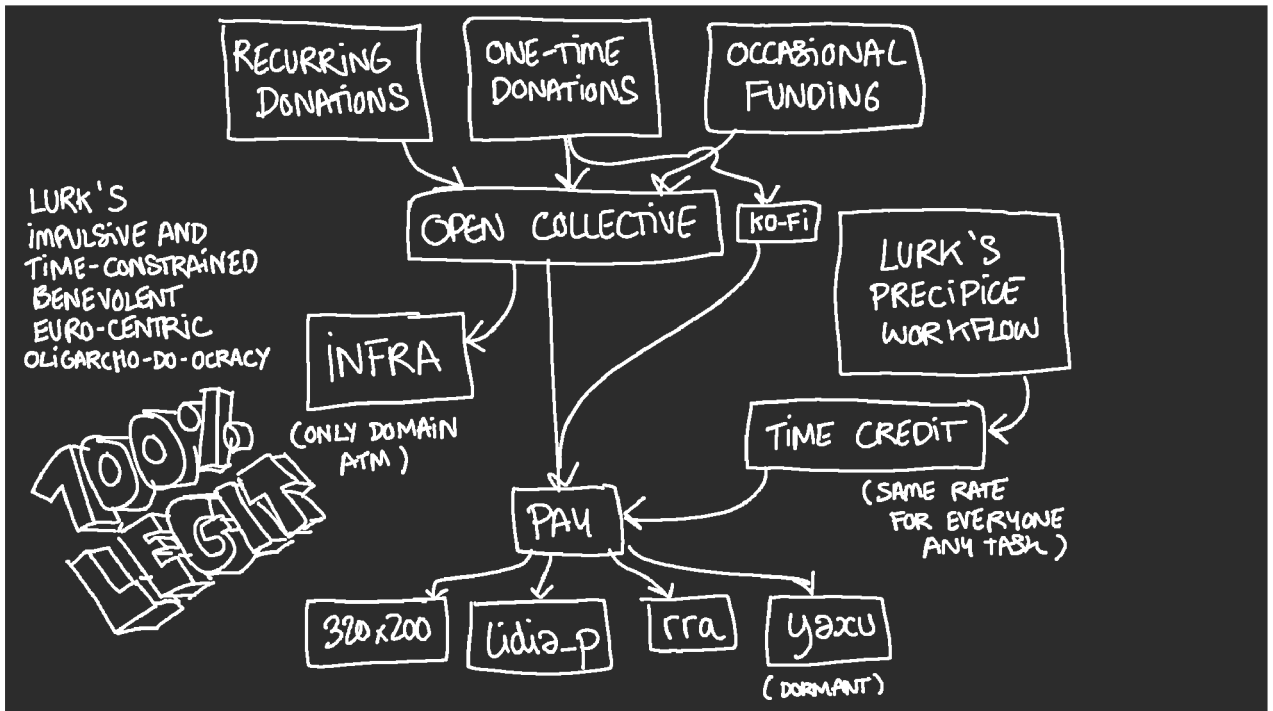 RECURRING
DONATIONS
ONE-TIME
DONATIONS
OCCASIONAL
FUNDING
LURK'S
IMPULSIVE AND
TIME-CONSTRAINED
BENEVOLENT
EURO-CENTRIC
OLIGARCHO-DO-OCRACY
OPEN COLLECTIVE
KO-Fi
LURK'S
PRECIPICE
WORKFLOW
INFRA
(ONLY DOMAIN
ATM)
100%
LEGIT
TIME CREDIT
(SAME RATE
FOR EVERYONE
ANY TASK)
PAY
320x200
lidia_p
rra
yaxu
(DORMANT)